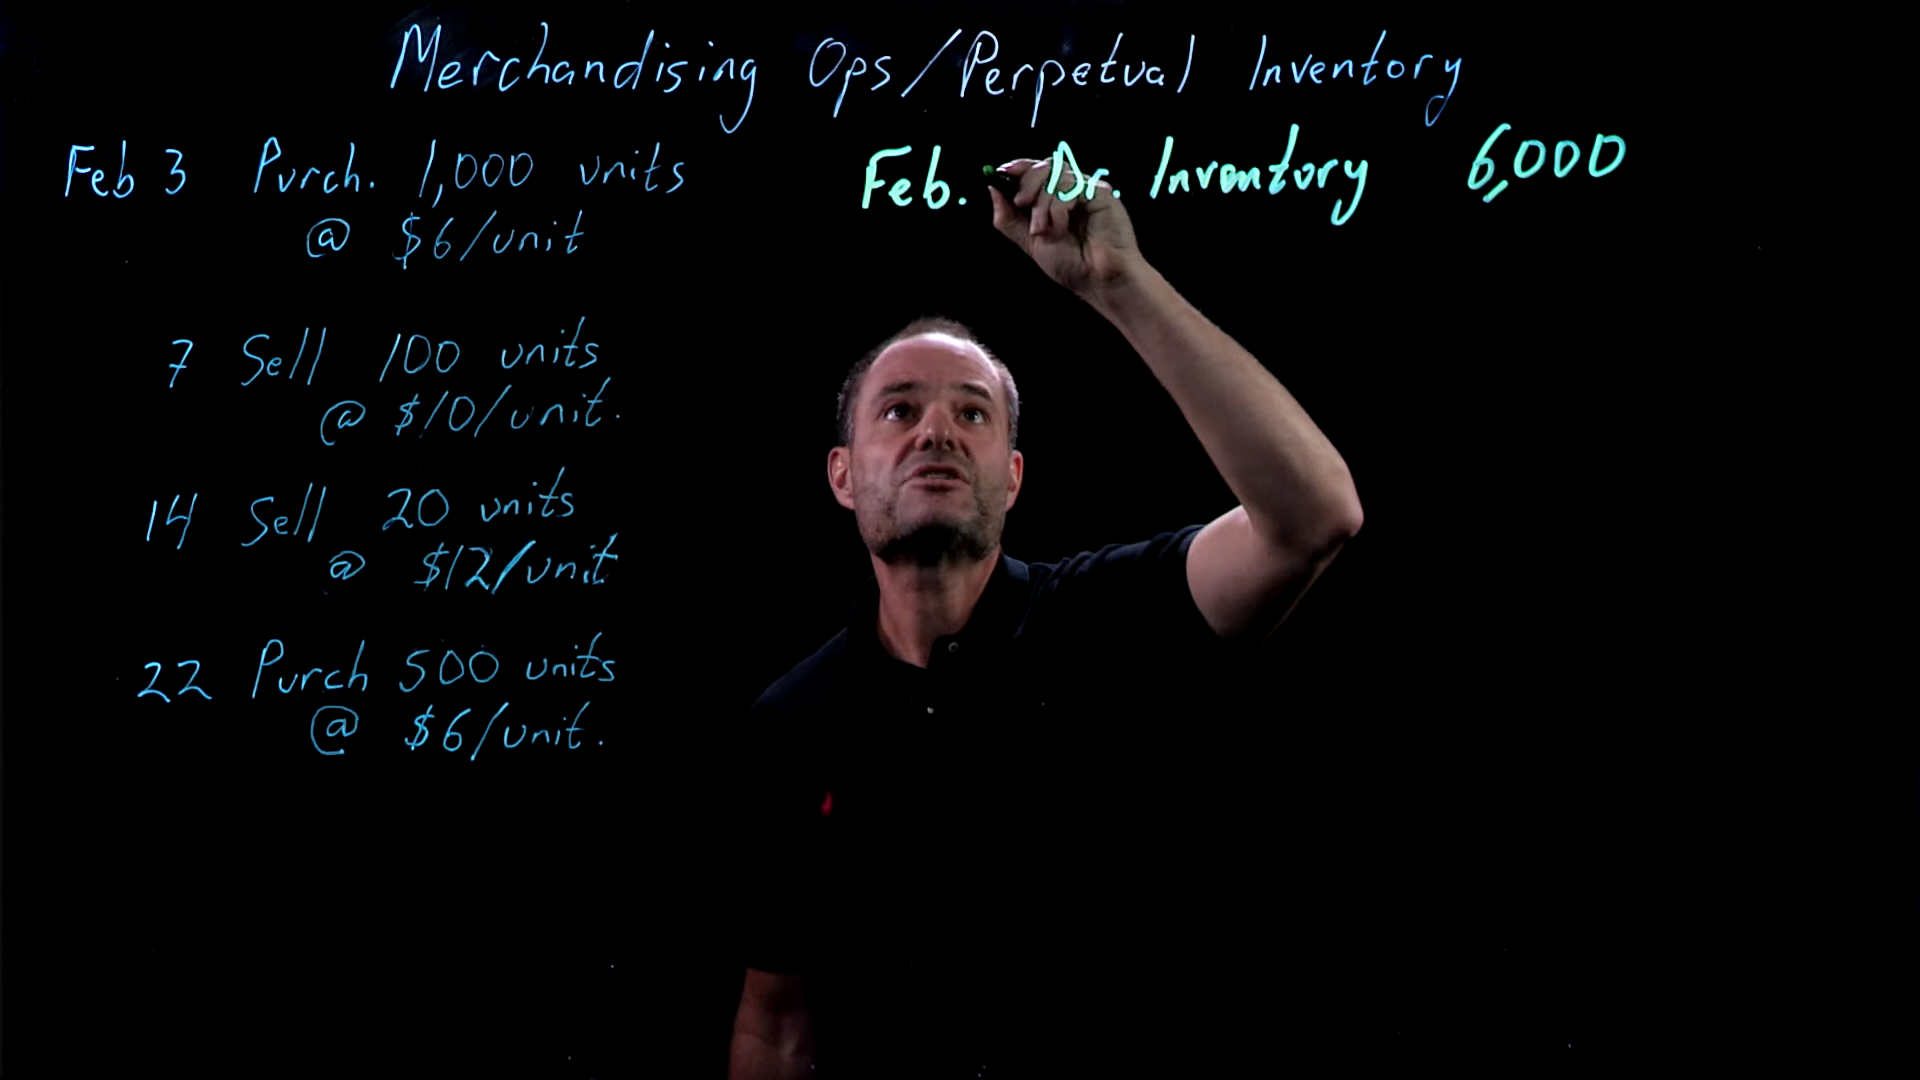 Merchandising Ops/Perpetual Inventory
Feb 3 Purch. 1,000 units
@ $6/unit
7 Sell 100 units
@ $10/unit.
14 Sell 20 units
@ $12/unit
22 Purch 500 units
@ $6/unit.
Feb. Dr. Inventory 6,000